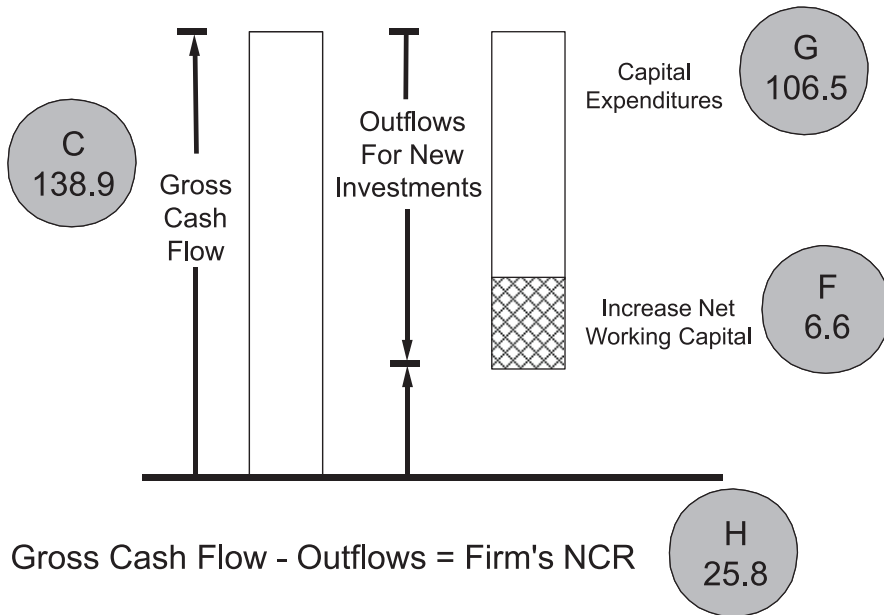 C
138.9
Gross
Cash
Flow
Outflows
For New
Investments
Capital
Expenditures
G
106.5
Increase Net
Working Capital
F
6.6
Gross Cash Flow - Outflows = Firm's NCR
H
25.8